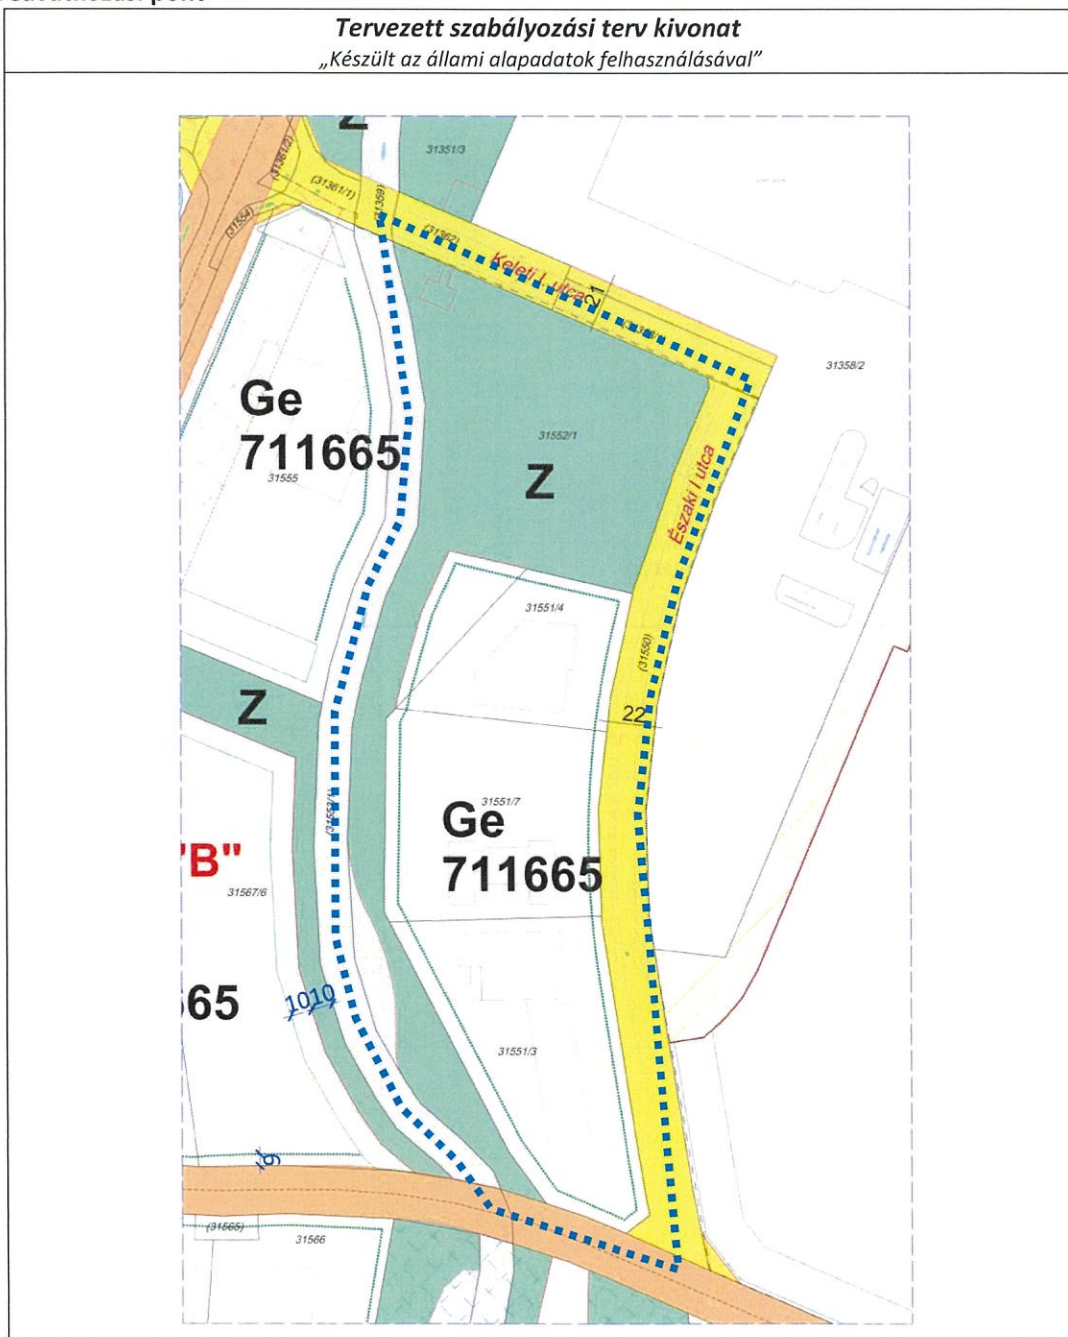 Tervezett szabályozási terv kivonat
„Készült az állami alapadatok felhasználásával”
Z
31351/3
(31361/2)
(31361/1)
(31359)
(31554)
(31362)
Keleti I. utca
21
31358/2
Ge
711665
31555
31552/1
Z
Északi I utca
31551/4
(31550)
Z
22
31551/7
Ge
711665
"B"
31567/6
65
1010
31551/3
9
(31565)
31566